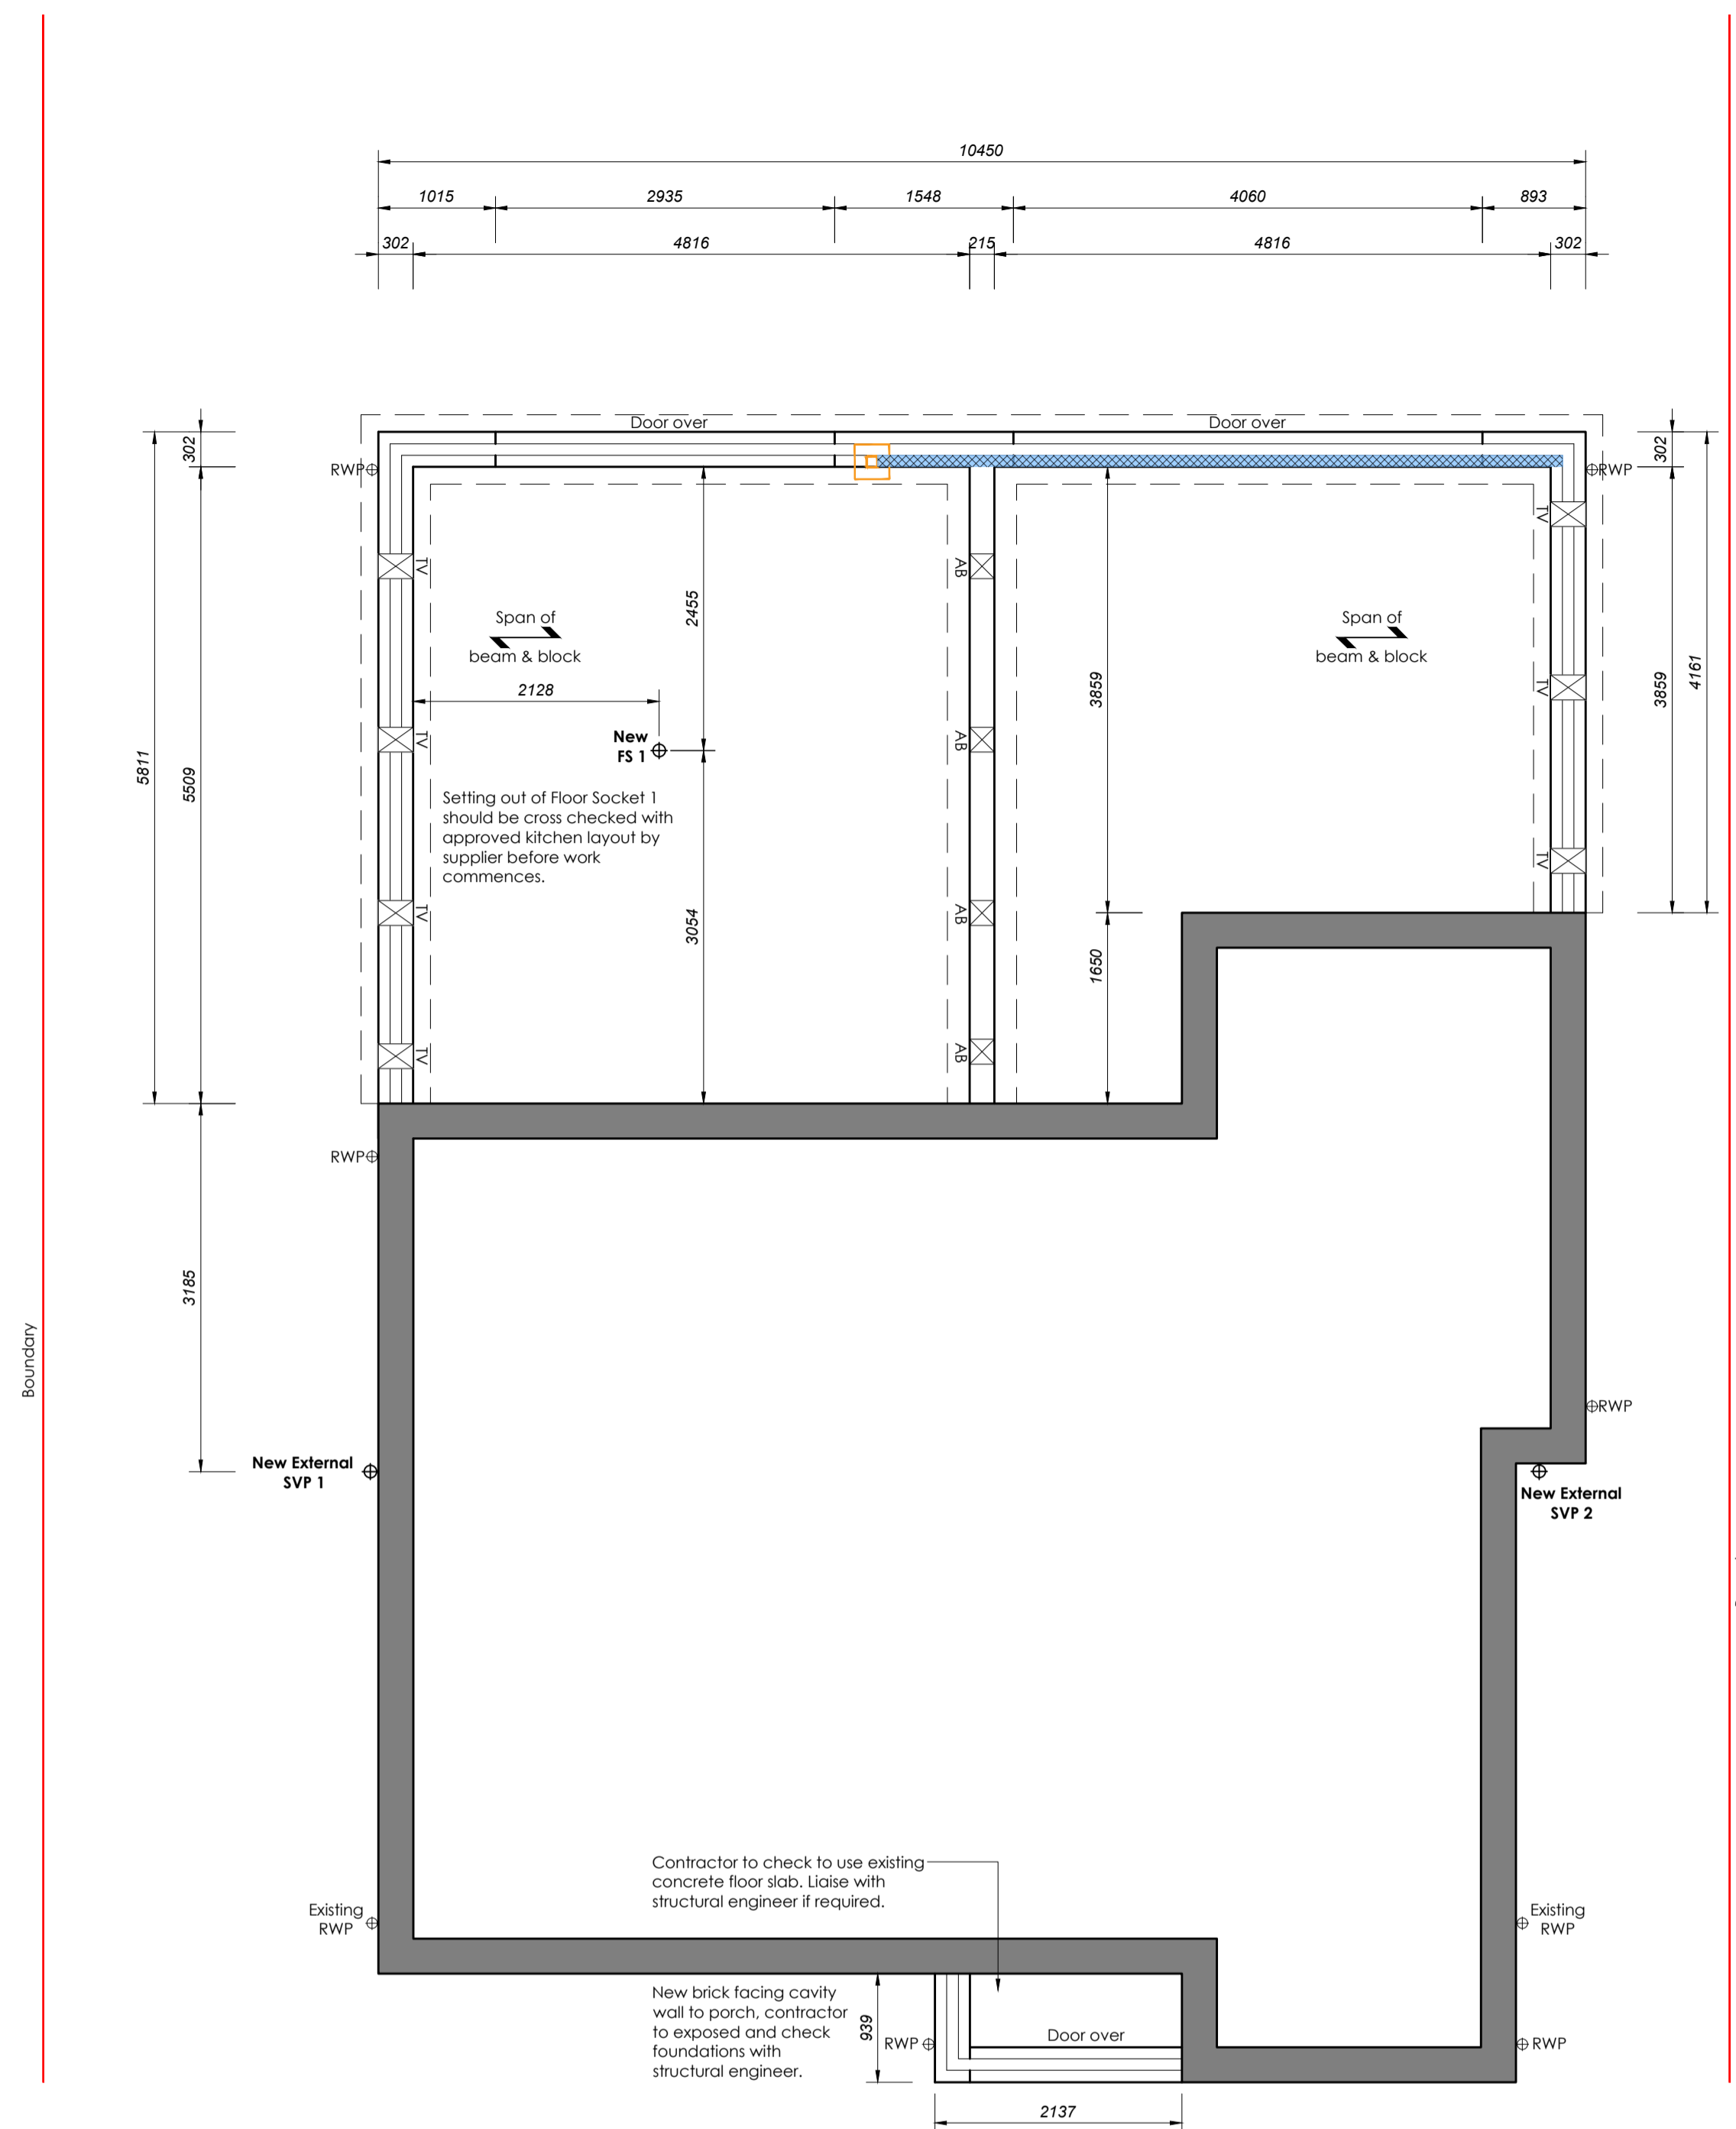 10450
1015
2935
1548
4060
893
302
4816
215
4816
302
Door over
Door over
302
RWP
RWP
302
TV
TV
AB
Span of
beam & block
Span of
beam & block
2455
3859
3859
4161
TV
2128
New
FS 1
TV
AB
5811
5509
Setting out of Floor Socket 1
should be cross checked with
approved kitchen layout by
supplier before work
commences.
TV
TV
AB
3054
1650
TV
AB
RWP
3185
Boundary
RWP
New External
SVP 1
New External
SVP 2
Contractor to check to use existing
concrete floor slab. Liaise with
structural engineer if required.
Existing
RWP
Existing
RWP
New brick facing cavity
wall to porch, contractor
to exposed and check
foundations with
structural engineer.
939
RWP
Door over
RWP
2137